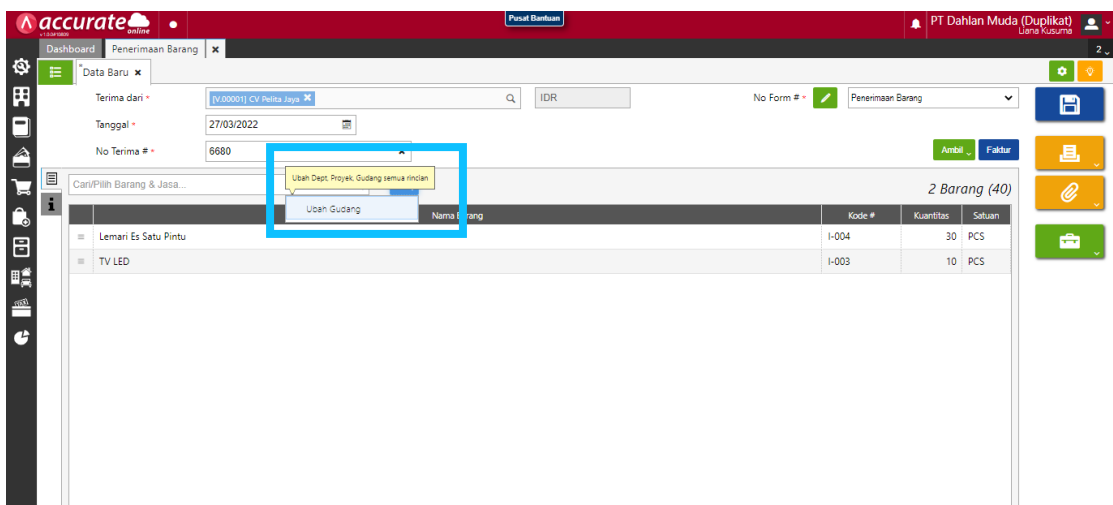 accurate online Pusat Bantuan PT Dahlan Muda (Duplikat)
Liana Kusuma
Dashboard Penerimaan Barang 2
Data Baru
Terima dari * [V.00001] CV Pelita Jaya IDR No Form # * Penerimaan Barang
Tanggal * 27/03/2022
No Terima # * 6680 Ambil Faktur
Cari/Pilih Barang & Jasa... Ubah Dept, Proyek, Gudang semua rincian 2 Barang (40)
Ubah Gudang
Nama Barang Kode # Kuantitas Satuan
Lemari Es Satu Pintu I-004 30 PCS
TV LED I-003 10 PCS